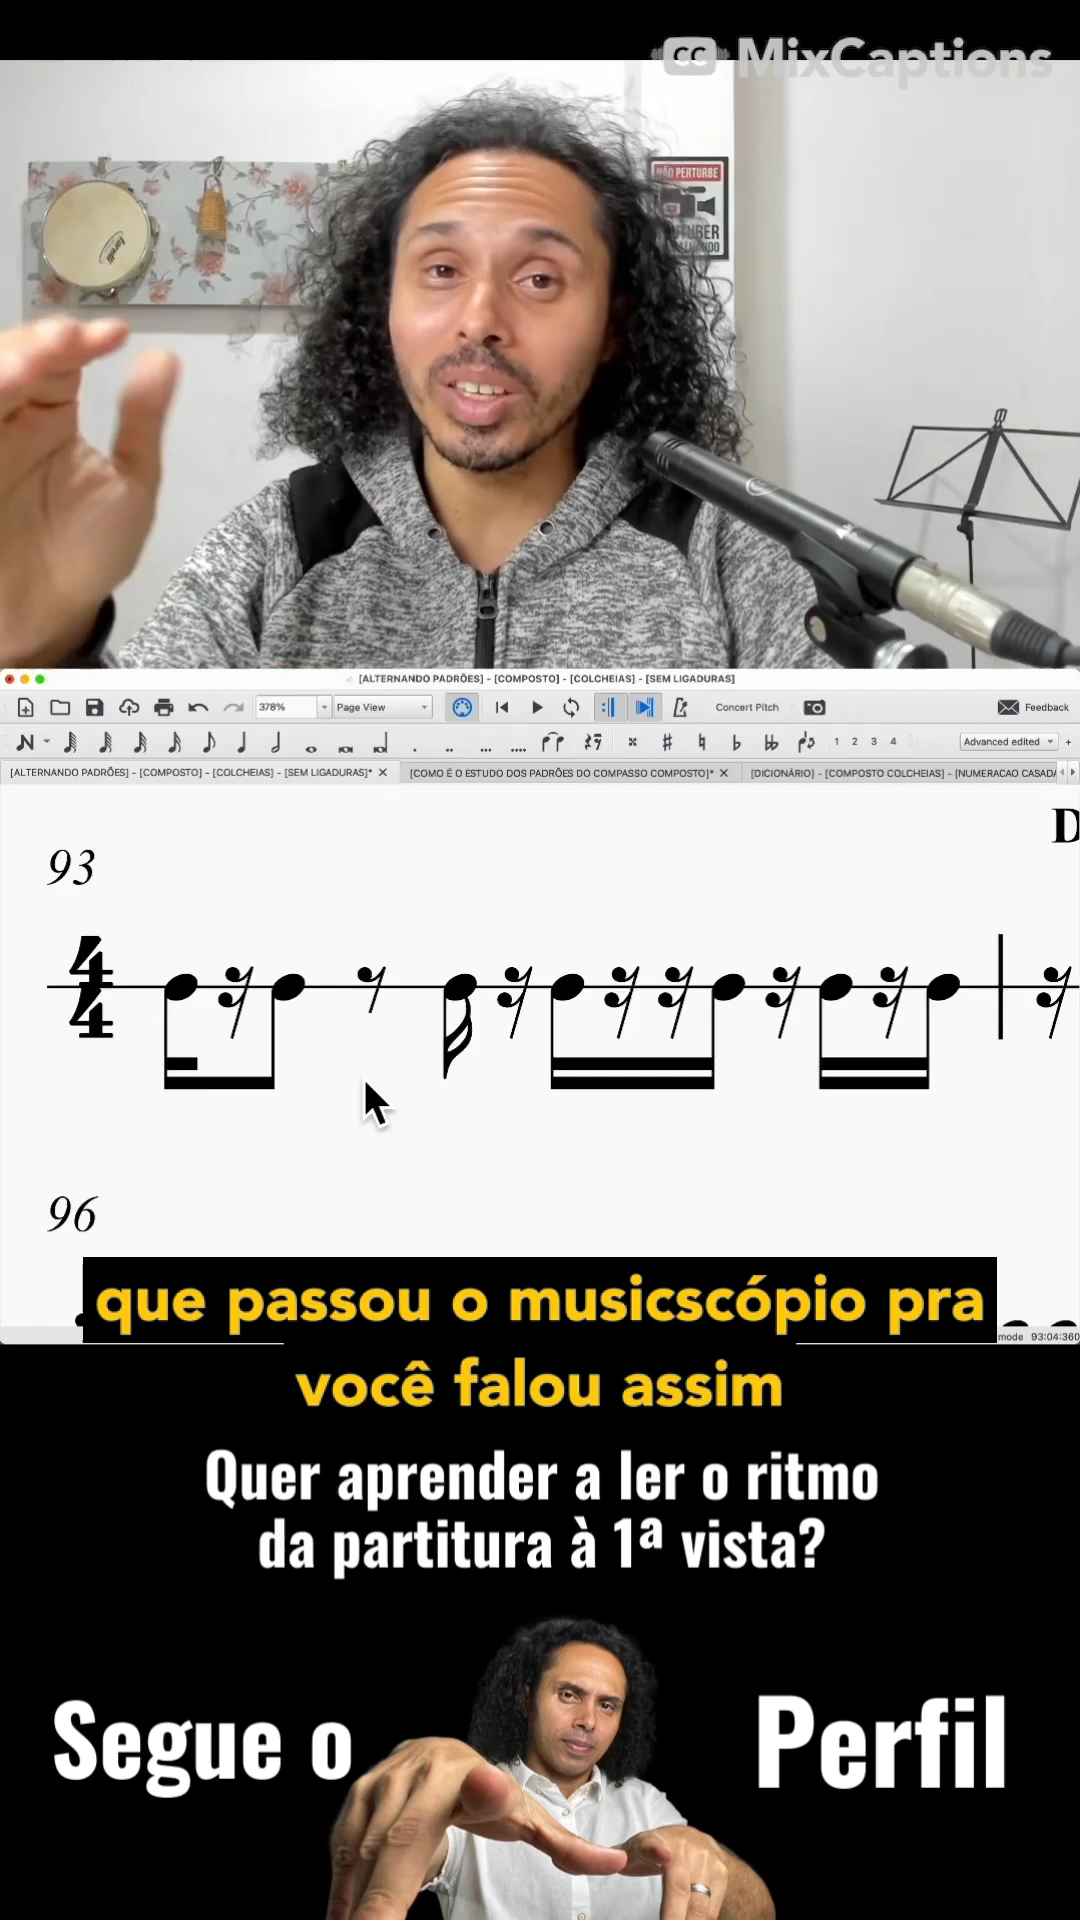 CC MixCaptions
NÃO PERTURBE
[ALTERNANDO PADRÕES] - [COMPOSTO] - [COLCHEIAS] - [SEM LIGADURAS]
378%
Page View
Concert Pitch
Feedback
1 2 3 4
Advanced edited
+
[ALTERNANDO PADRÕES] - [COMPOSTO] - [COLCHEIAS] - [SEM LIGADURAS]* ✕
[COMO É O ESTUDO DOS PADRÕES DO COMPASSO COMPOSTO]* ✕
[DICIONÁRIO] - [COMPOSTO COLCHEIAS] - [NUMERACAO CASADA
D
93
4
4
96
que passou o musicscópio pra
você falou assim
mode 93:04:360
Quer aprender a ler o ritmo
da partitura à 1ª vista?
Segue o
Perfil